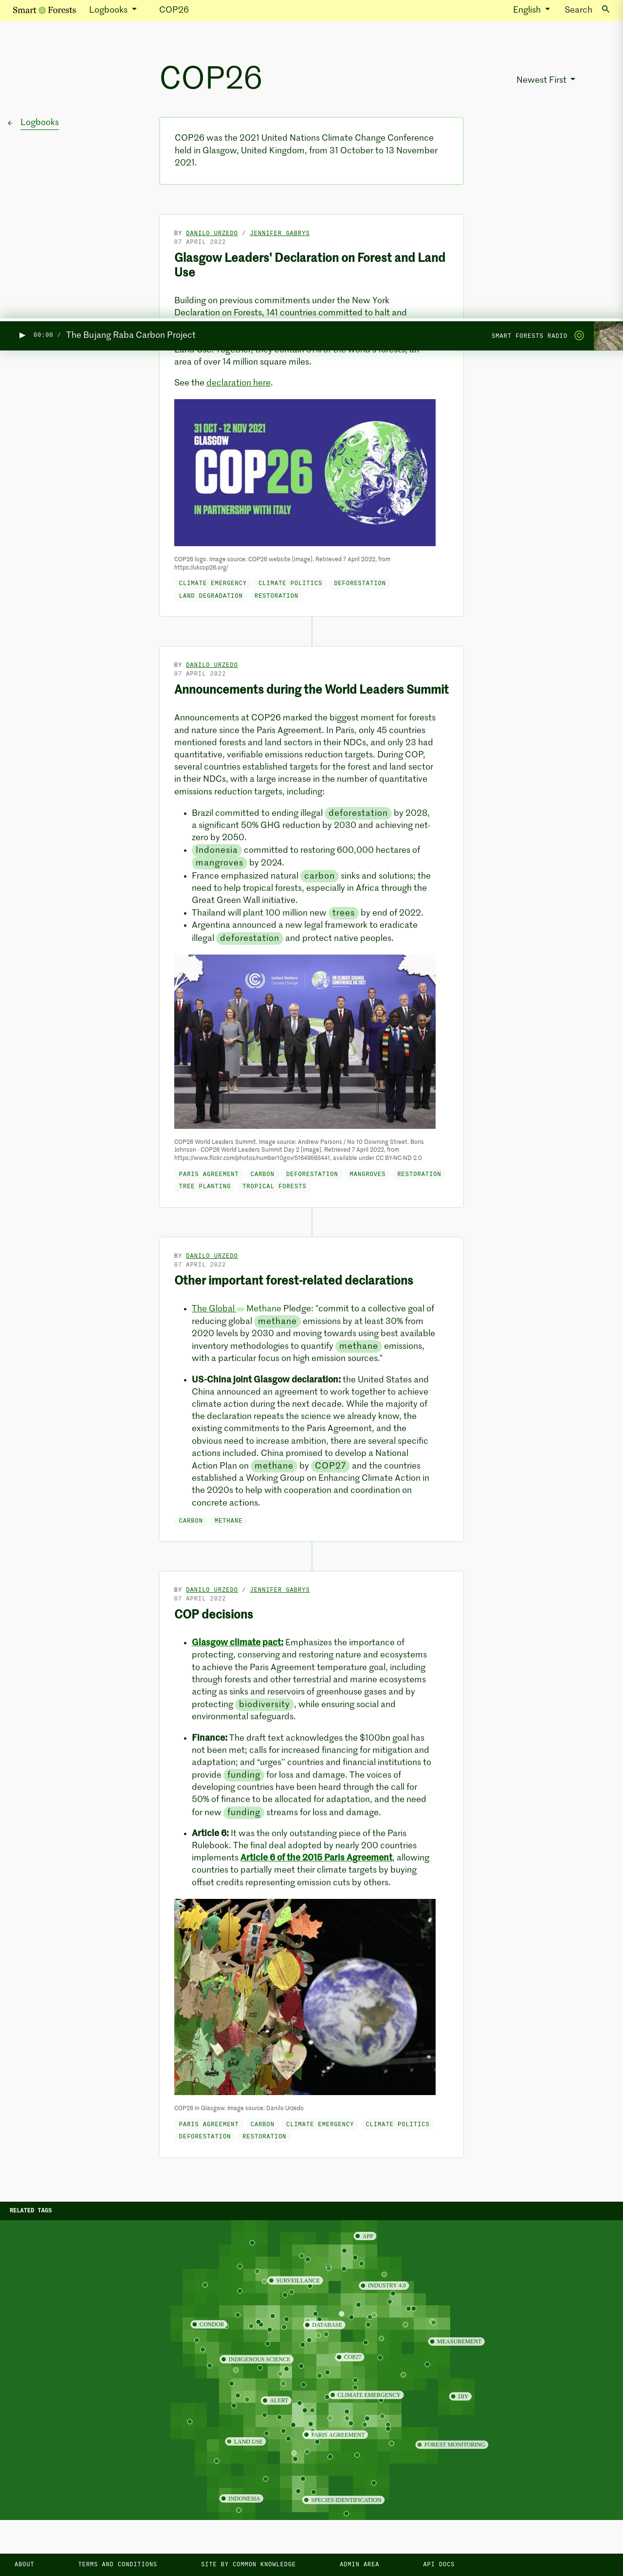 Smart Forests
Logbooks
COP26
English
Search
COP26
Newest First
← Logbooks
COP26 was the 2021 United Nations Climate Change Conference
held in Glasgow, United Kingdom, from 31 October to 13 November
2021.
BY DANILO URZEDO / JENNIFER GABRYS
07 APRIL 2022
Glasgow Leaders' Declaration on Forest and Land
Use
Building on previous commitments under the New York
Declaration on Forests, 141 countries committed to halt and
00:00 / The Bujang Raba Carbon Project
SMART FORESTS RADIO
area of over 14 million square miles.
See the declaration here.
31 OCT - 12 NOV 2021
GLASGOW
COP26
IN PARTNERSHIP WITH ITALY
COP26 logo. Image source: COP26 website [image]. Retrieved 7 April 2022, from
https://ukcop26.org/
CLIMATE EMERGENCY CLIMATE POLITICS DEFORESTATION
LAND DEGRADATION RESTORATION
BY DANILO URZEDO
07 APRIL 2022
Announcements during the World Leaders Summit
Announcements at COP26 marked the biggest moment for forests
and nature since the Paris Agreement. In Paris, only 45 countries
mentioned forests and land sectors in their NDCs, and only 23 had
quantitative, verifiable emissions reduction targets. During COP,
several countries established targets for the forest and land sector
in their NDCs, with a large increase in the number of quantitative
emissions reduction targets, including:
• Brazil committed to ending illegal deforestation by 2028,
a significant 50% GHG reduction by 2030 and achieving net-
zero by 2050.
• Indonesia committed to restoring 600,000 hectares of
mangroves by 2024.
• France emphasized natural carbon sinks and solutions; the
need to help tropical forests, especially in Africa through the
Great Green Wall initiative.
• Thailand will plant 100 million new trees by end of 2022.
• Argentina announced a new legal framework to eradicate
illegal deforestation and protect native peoples.
COP26 World Leaders Summit. Image source: Andrew Parsons / No 10 Downing Street. Boris
Johnson - COP26 World Leaders Summit Day 2 [image]. Retrieved 7 April 2022, from
https://www.flickr.com/photos/number10gov/51649593441, available under CC BY-NC-ND 2.0
PARIS AGREEMENT CARBON DEFORESTATION MANGROVES RESTORATION
TREE PLANTING TROPICAL FORESTS
BY DANILO URZEDO
07 APRIL 2022
Other important forest-related declarations
• The Global Methane Pledge: "commit to a collective goal of
reducing global methane emissions by at least 30% from
2020 levels by 2030 and moving towards using best available
inventory methodologies to quantify methane emissions,
with a particular focus on high emission sources."
• US-China joint Glasgow declaration: the United States and
China announced an agreement to work together to achieve
climate action during the next decade. While the majority of
the declaration repeats the science we already know, the
existing commitments to the Paris Agreement, and the
obvious need to increase ambition, there are several specific
actions included. China promised to develop a National
Action Plan on methane by COP27 and the countries
established a Working Group on Enhancing Climate Action in
the 2020s to help with cooperation and coordination on
concrete actions.
CARBON METHANE
BY DANILO URZEDO / JENNIFER GABRYS
07 APRIL 2022
COP decisions
• Glasgow climate pact: Emphasizes the importance of
protecting, conserving and restoring nature and ecosystems
to achieve the Paris Agreement temperature goal, including
through forests and other terrestrial and marine ecosystems
acting as sinks and reservoirs of greenhouse gases and by
protecting biodiversity, while ensuring social and
environmental safeguards.
• Finance: The draft text acknowledges the $100bn goal has
not been met; calls for increased financing for mitigation and
adaptation; and “urges” countries and financial institutions to
provide funding for loss and damage. The voices of
developing countries have been heard through the call for
50% of finance to be allocated for adaptation, and the need
for new funding streams for loss and damage.
• Article 6: It was the only outstanding piece of the Paris
Rulebook. The final deal adopted by nearly 200 countries
implements Article 6 of the 2015 Paris Agreement, allowing
countries to partially meet their climate targets by buying
offset credits representing emission cuts by others.
COP26 in Glasgow. Image source: Danilo Urzedo
PARIS AGREEMENT CARBON CLIMATE EMERGENCY CLIMATE POLITICS
DEFORESTATION RESTORATION
RELATED TAGS
APP
SURVEILLANCE
INDUSTRY 4.0
CONDOR
DATABASE
MEASUREMENT
INDIGENOUS SCIENCE
COP27
ALERT
CLIMATE EMERGENCY
DIY
PARIS AGREEMENT
LAND USE
FOREST MONITORING
INDONESIA
SPECIES IDENTIFICATION
ABOUT
TERMS AND CONDITIONS
SITE BY COMMON KNOWLEDGE
ADMIN AREA
API DOCS